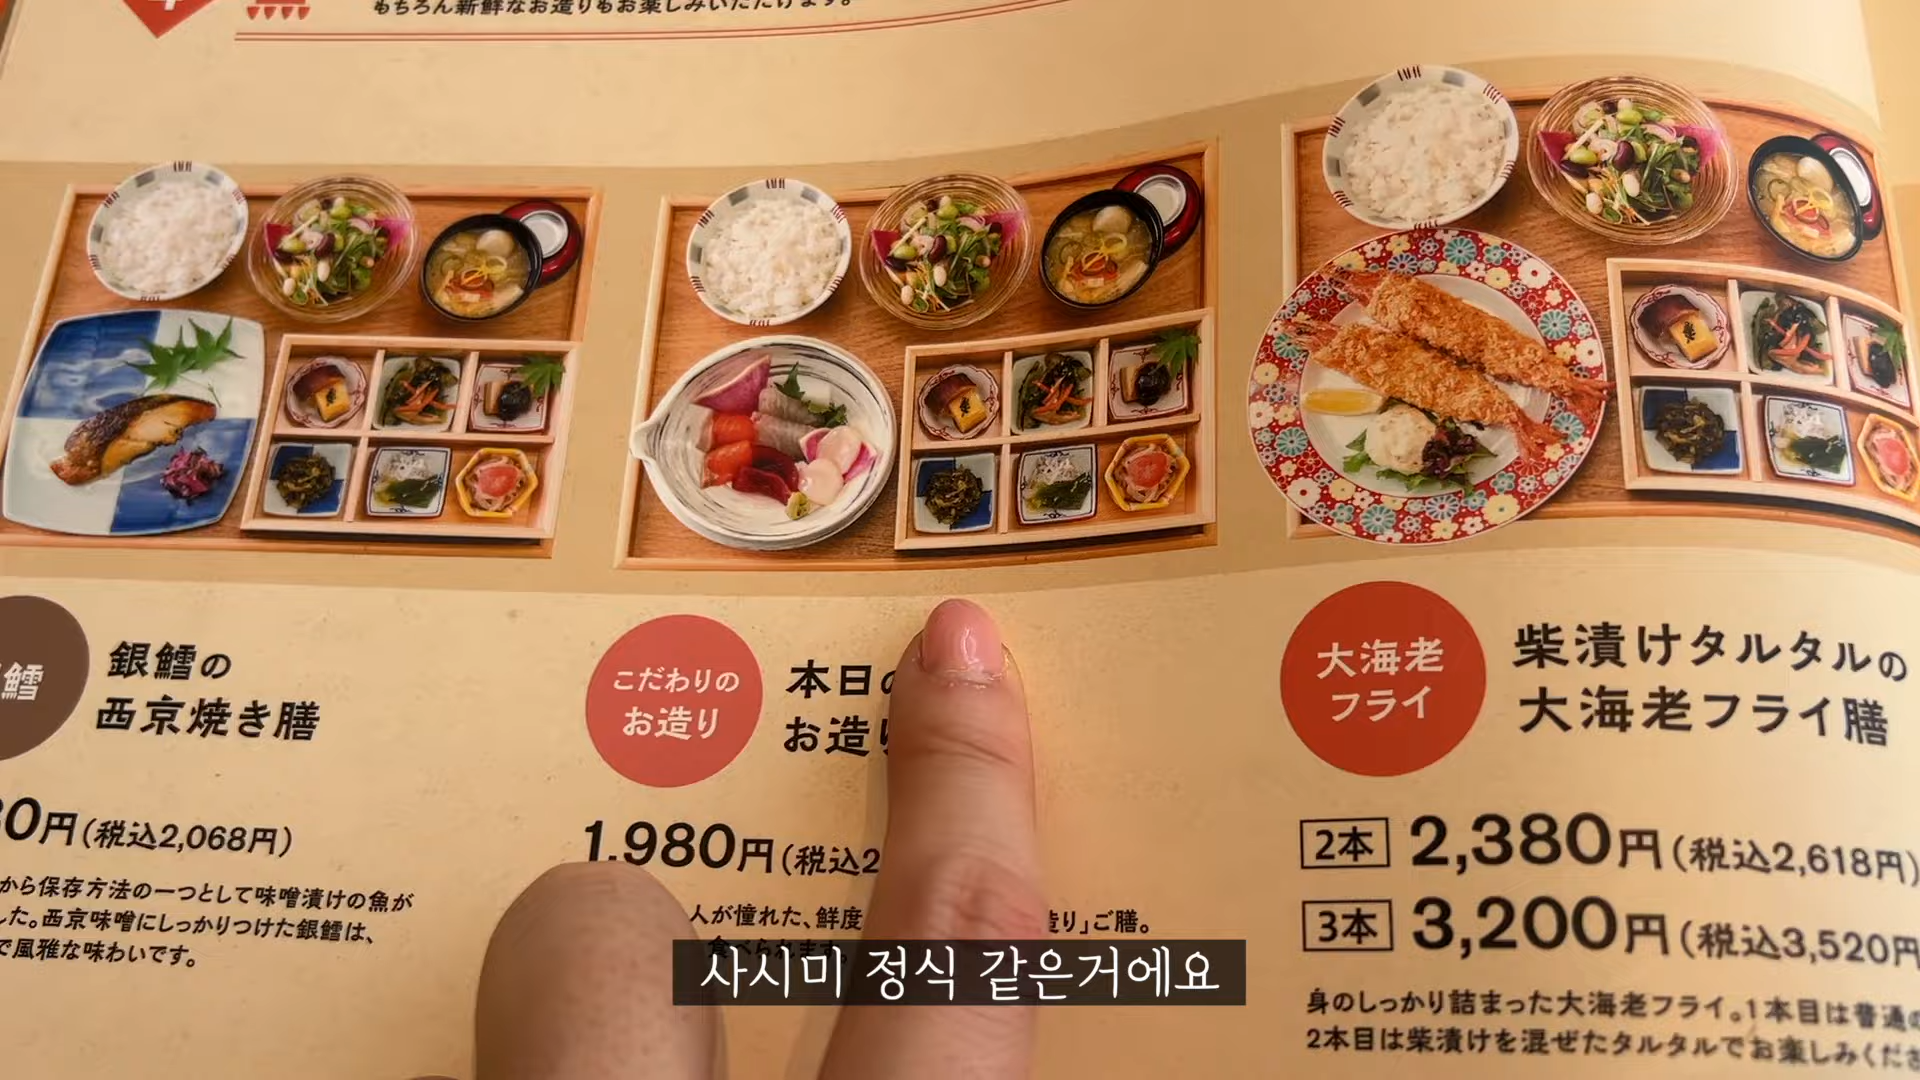 もちろん新鮮なお造りもお楽しみいただけます。
鱈
銀鱈の
西京焼き膳
0円(税込2,068円)
から保存方法の一つとして味噌漬けの魚が
した。西京味噌にしっかりつけた銀鱈は、
で風雅な味わいです。
こだわりの
お造り
本日の
お造り
1,980円(税込2
人が憧れた、鮮度
造り」ご膳。
食べられます。
大海老
フライ
柴漬けタルタルの
大海老フライ膳
2本 2,380円(税込2,618円)
3本 3,200円(税込3,520円
身のしっかり詰まった大海老フライ。1本目は普通の
2本目は柴漬けを混ぜたタルタルでお楽しみくださ
사시미 정식 같은거에요